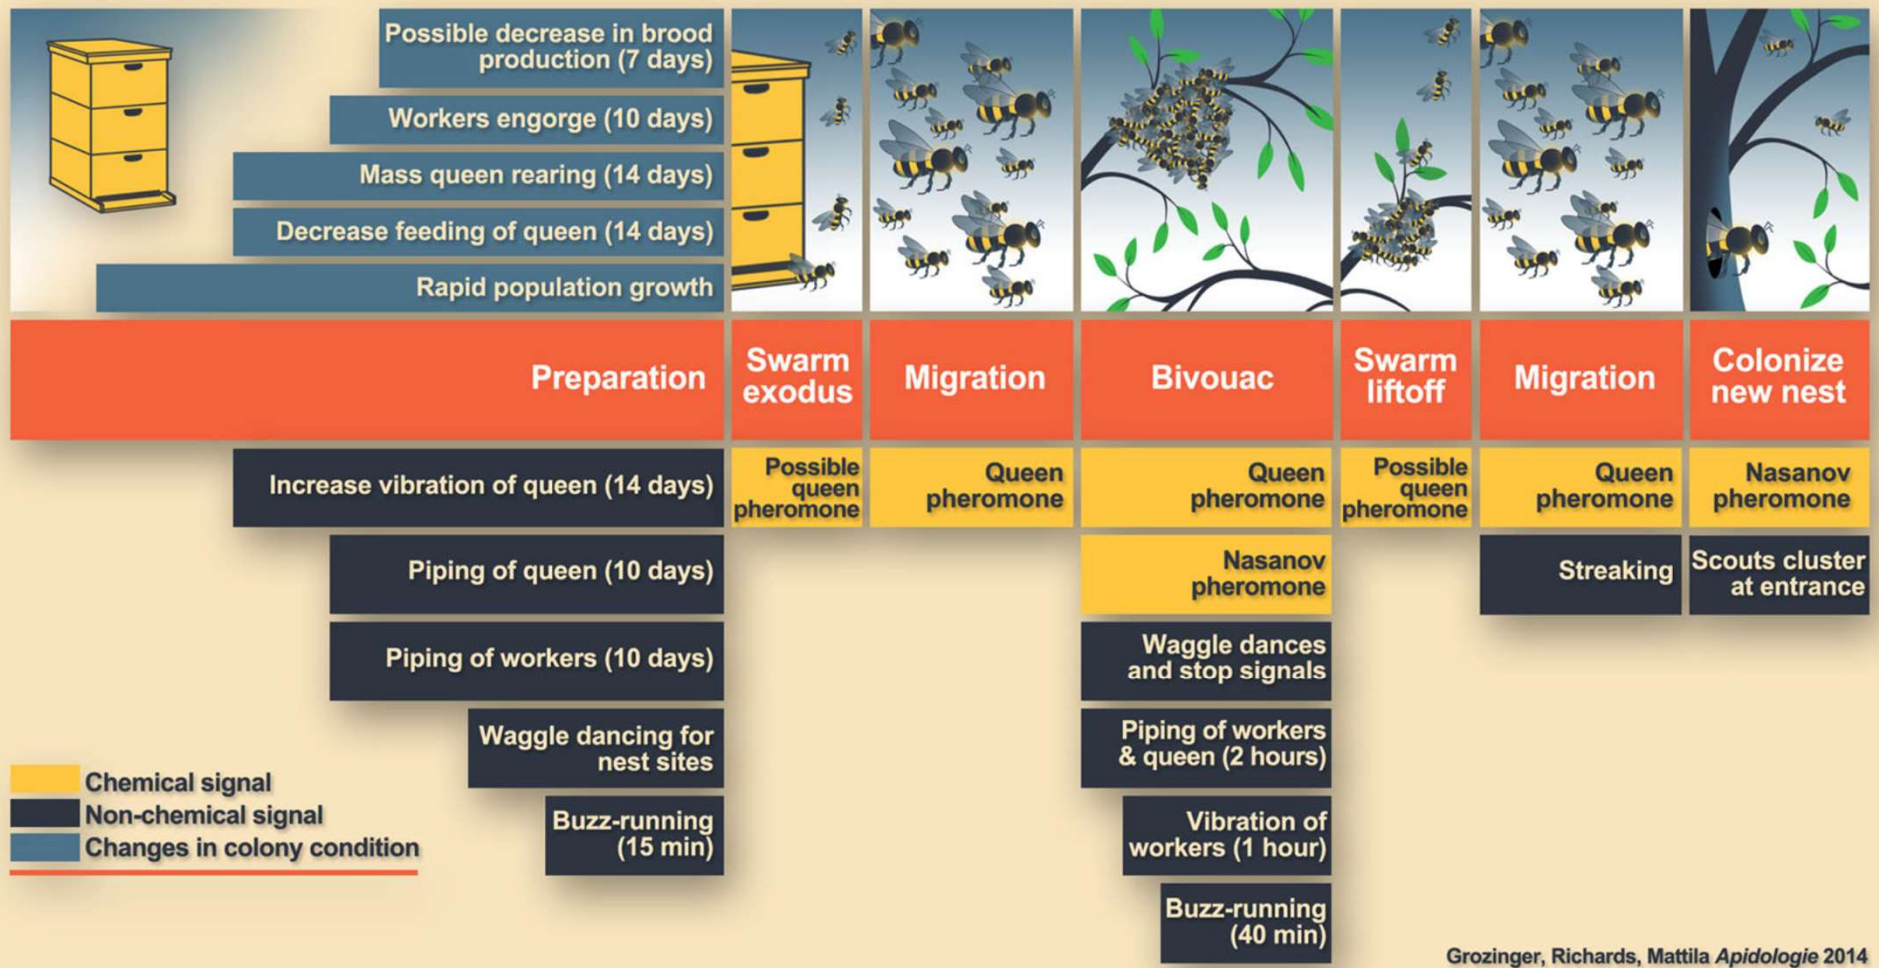 Possible decrease in brood
production (7 days)
Workers engorge (10 days)
Mass queen rearing (14 days)
Decrease feeding of queen (14 days)
Rapid population growth
Preparation
Swarm
exodus
Migration
Bivouac
Swarm
liftoff
Migration
Colonize
new nest
Increase vibration of queen (14 days)
Piping of queen (10 days)
Piping of workers (10 days)
Waggle dancing for
nest sites
Buzz-running
(15 min)
Possible
queen
pheromone
Queen
pheromone
Queen
pheromone
Nasanov
pheromone
Waggle dances
and stop signals
Piping of workers
& queen (2 hours)
Vibration of
workers (1 hour)
Buzz-running
(40 min)
Possible
queen
pheromone
Queen
pheromone
Streaking
Nasanov
pheromone
Scouts cluster
at entrance
Chemical signal
Non-chemical signal
Changes in colony condition
Grozinger, Richards, Mattila Apidologie 2014